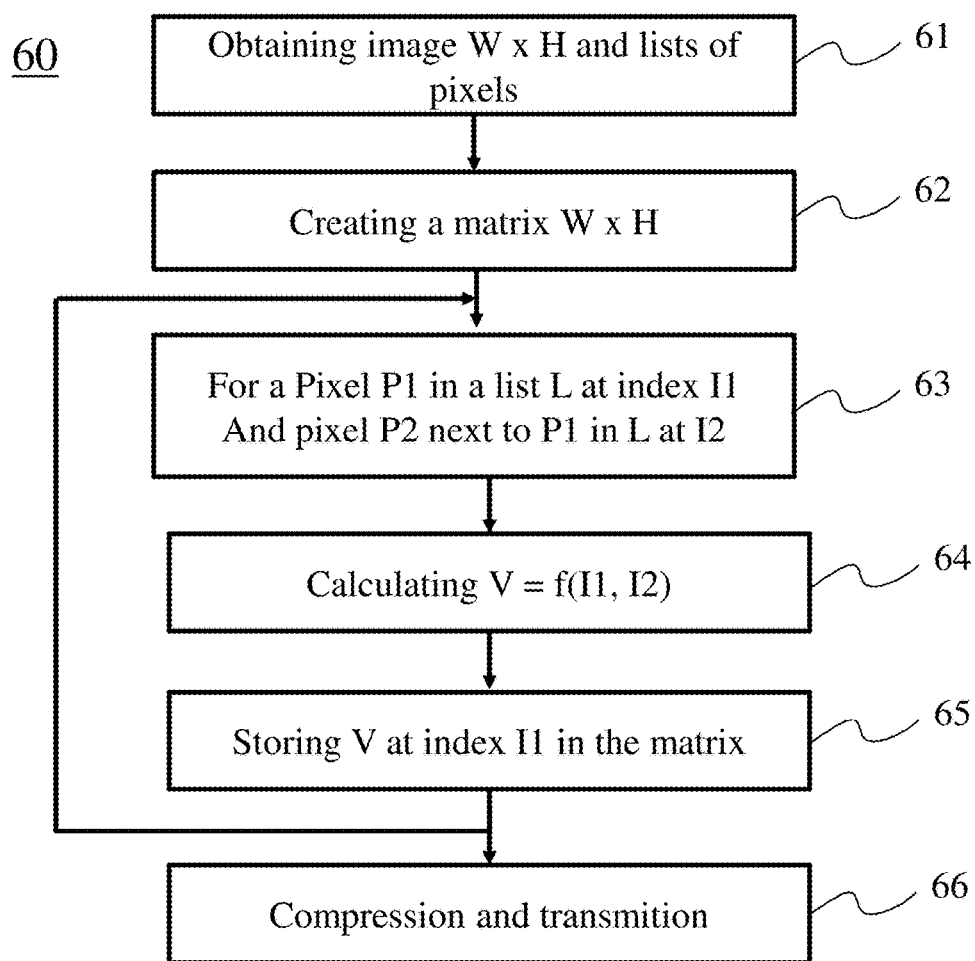 60
Obtaining image W x H and lists of
pixels
61
Creating a matrix W x H
62
For a Pixel P1 in a list L at index I1
And pixel P2 next to P1 in L at I2
63
Calculating V = f(I1, I2)
64
Storing V at index I1 in the matrix
65
Compression and transmition
66